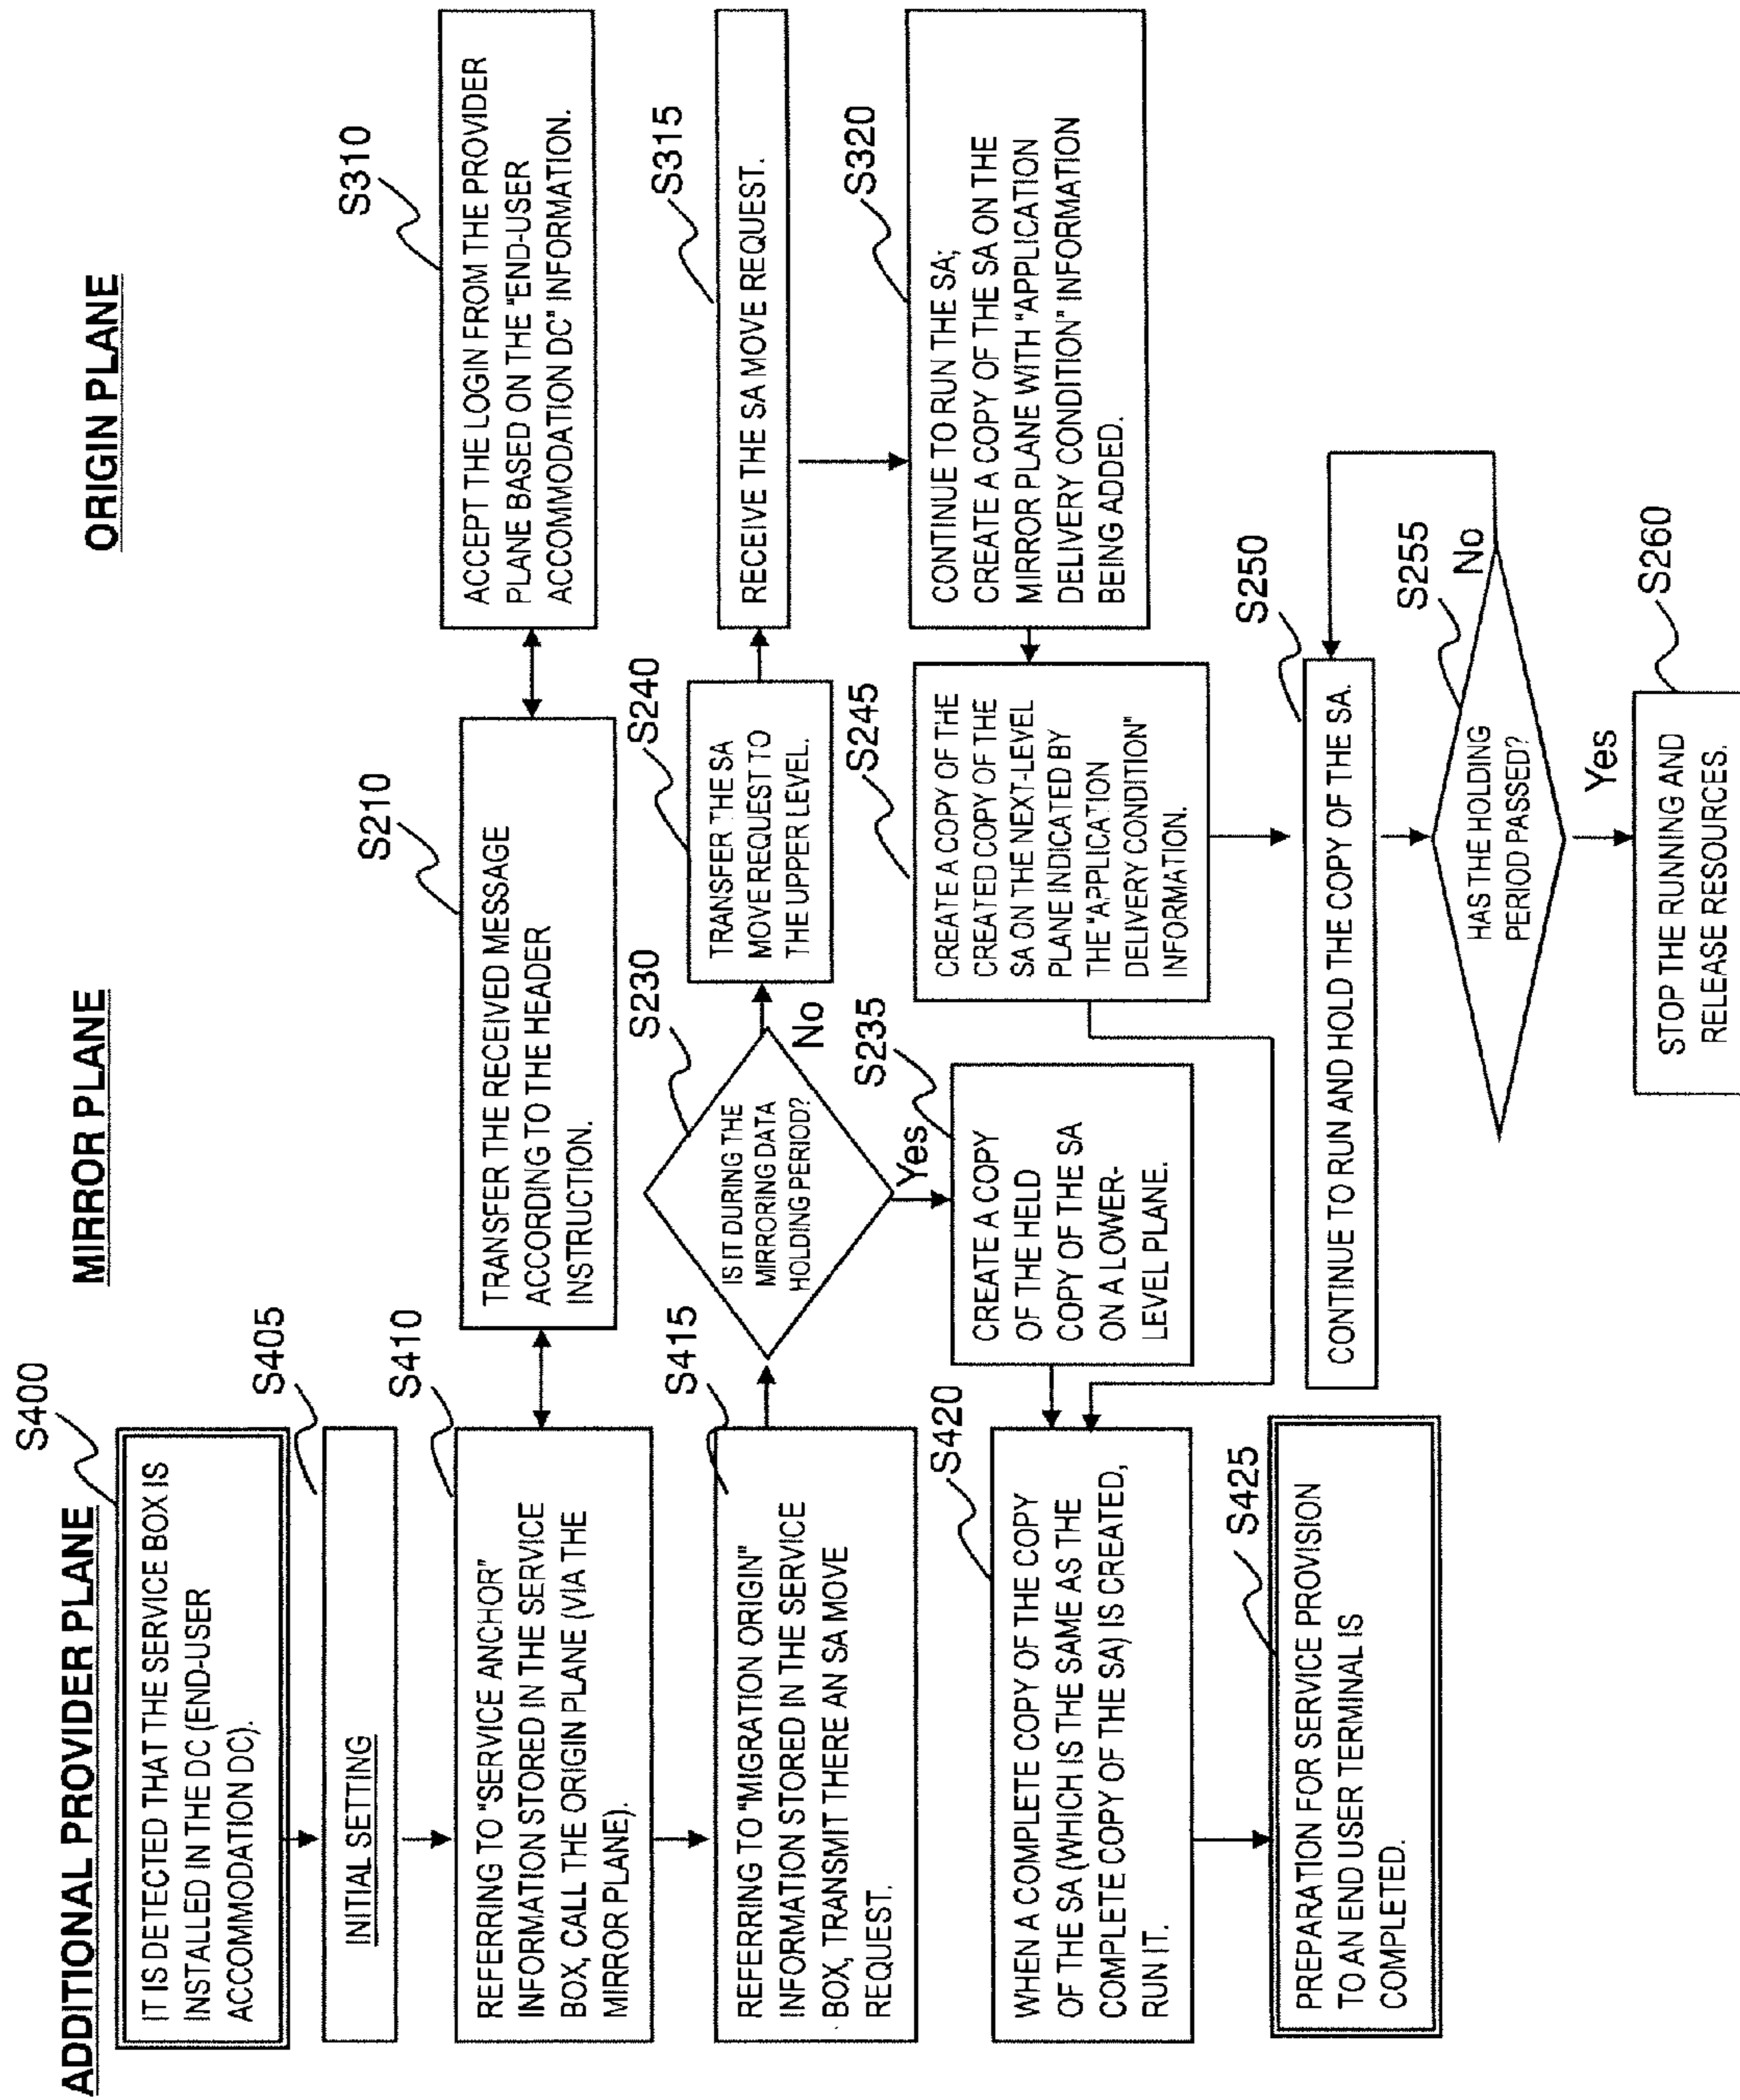 ADDITIONAL PROVIDER PLANE
MIRROR PLANE
ORIGIN PLANE
S400
IT IS DETECTED THAT THE SERVICE BOX IS
INSTALLED IN THE DC (END-USER
ACCOMMODATION DC).
S405
INITIAL SETTING
S410
REFERRING TO "SERVICE ANCHOR"
INFORMATION STORED IN THE SERVICE
BOX, CALL THE ORIGIN PLANE (VIA THE
MIRROR PLANE).
S210
TRANSFER THE RECEIVED MESSAGE
ACCORDING TO THE HEADER
INSTRUCTION.
S310
ACCEPT THE LOGIN FROM THE PROVIDER
PLANE BASED ON THE "END-USER
ACCOMMODATION DC" INFORMATION.
S415
REFERRING TO "MIGRATION ORIGIN"
INFORMATION STORED IN THE SERVICE
BOX, TRANSMIT THERE AN SA MOVE
REQUEST.
S230
IS IT DURING THE
MIRRORING DATA
HOLDING PERIOD?
No
Yes
S240
TRANSFER THE SA
MOVE REQUEST TO
THE UPPER LEVEL.
S315
RECEIVE THE SA MOVE REQUEST.
S235
CREATE A COPY
OF THE HELD
COPY OF THE SA
ON A LOWER-
LEVEL PLANE.
S245
CREATE A COPY OF THE
CREATED COPY OF THE
SA ON THE NEXT-LEVEL
PLANE INDICATED BY
THE "APPLICATION
DELIVERY CONDITION"
INFORMATION.
S320
CONTINUE TO RUN THE SA;
CREATE A COPY OF THE SA ON THE
MIRROR PLANE WITH "APPLICATION
DELIVERY CONDITION" INFORMATION
BEING ADDED.
S420
WHEN A COMPLETE COPY OF THE COPY
OF THE SA (WHICH IS THE SAME AS THE
COMPLETE COPY OF THE SA) IS CREATED,
RUN IT.
S425
PREPARATION FOR SERVICE PROVISION
TO AN END USER TERMINAL IS
COMPLETED.
S250
CONTINUE TO RUN AND HOLD THE COPY OF THE SA.
S255
HAS THE HOLDING
PERIOD PASSED?
No
Yes
S260
STOP THE RUNNING AND
RELEASE RESOURCES.